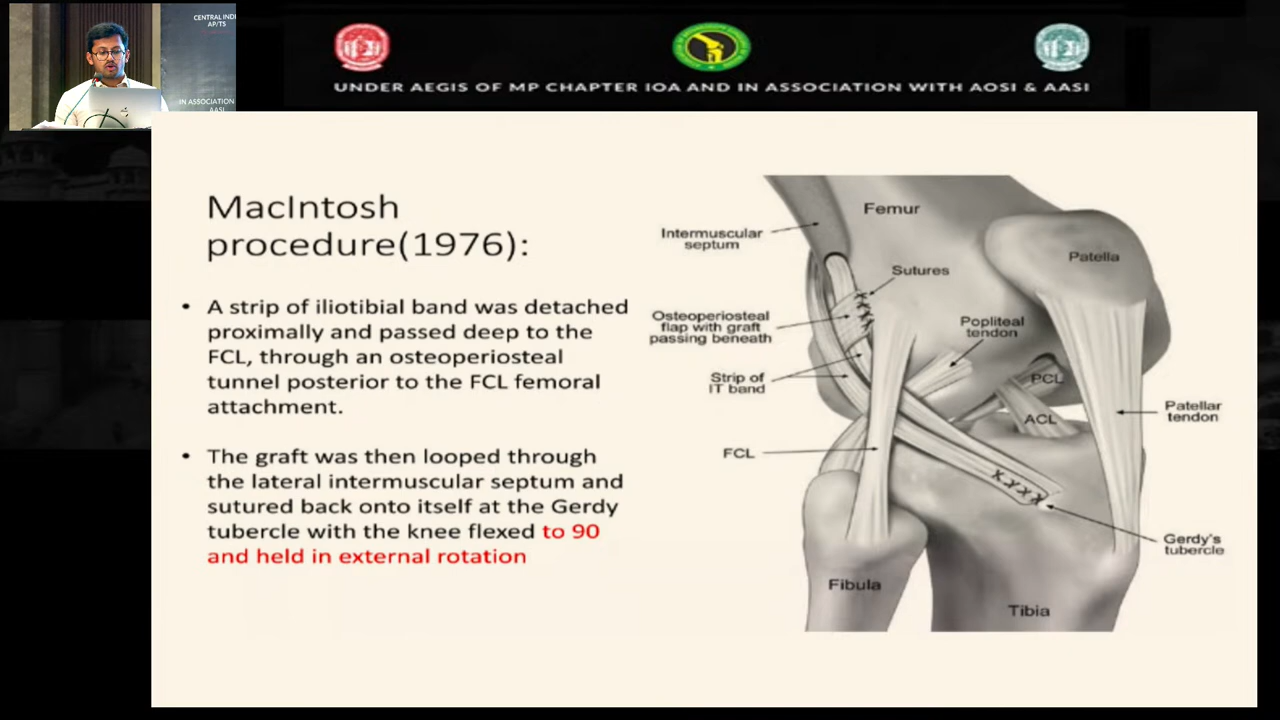 CENTRAL INDI
AP/TS
IN ASSOCIATION
AASI
UNDER AEGIS OF MP CHAPTER IOA AND IN ASSOCIATION WITH AOSI & AASI
MacIntosh
procedure(1976):
• A strip of iliotibial band was detached
proximally and passed deep to the
FCL, through an osteoperiosteal
tunnel posterior to the FCL femoral
attachment.
• The graft was then looped through
the lateral intermuscular septum and
sutured back onto itself at the Gerdy
tubercle with the knee flexed to 90
and held in external rotation
Femur
Intermuscular
septum
Patella
Sutures
Osteoperiosteal
flap with graft
passing beneath
Popliteal
tendon
Strip of
IT band
PCL
ACL
Patellar
tendon
FCL
Gerdy's
tubercle
Fibula
Tibia